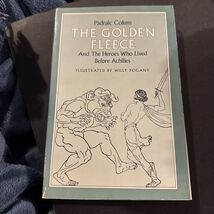 Padraic Colum
THE GOLDEN
FLEECE
And The Heroes Who Lived
Before Achilles
ILLUSTRATED BY WILLY POGANY